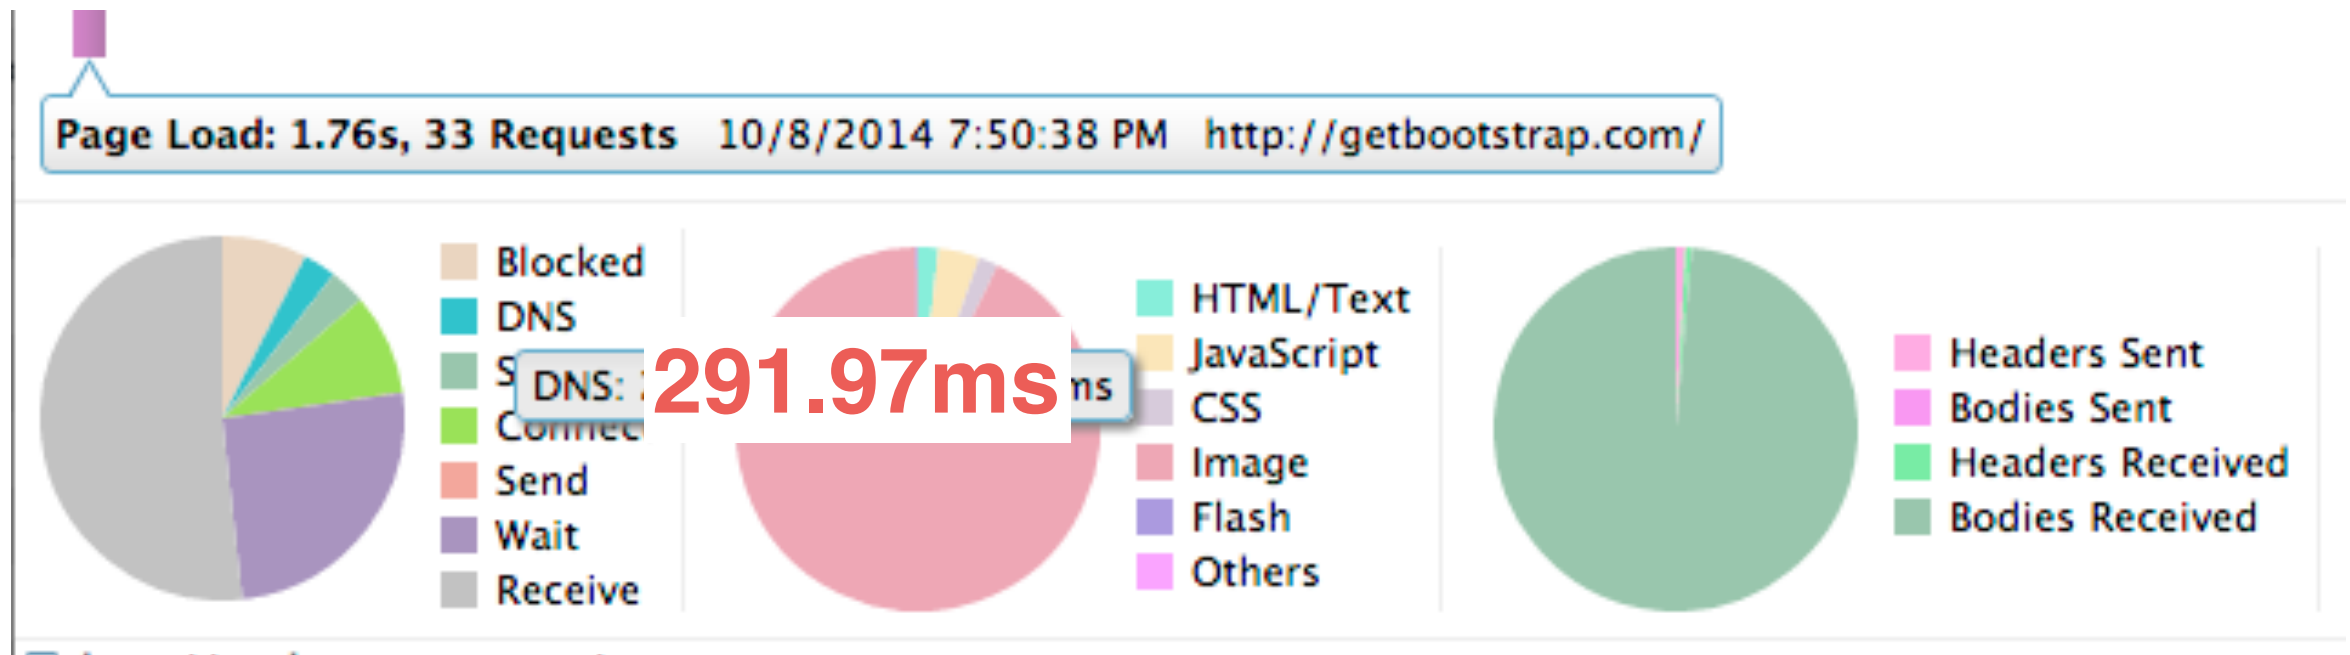 Page Load: 1.76s, 33 Requests 10/8/2014 7:50:38 PM http://getbootstrap.com/
Blocked
DNS
DNS:
291.97ms
ms
Send
Wait
Receive
HTML/Text
JavaScript
CSS
Image
Flash
Others
Headers Sent
Bodies Sent
Headers Received
Bodies Received